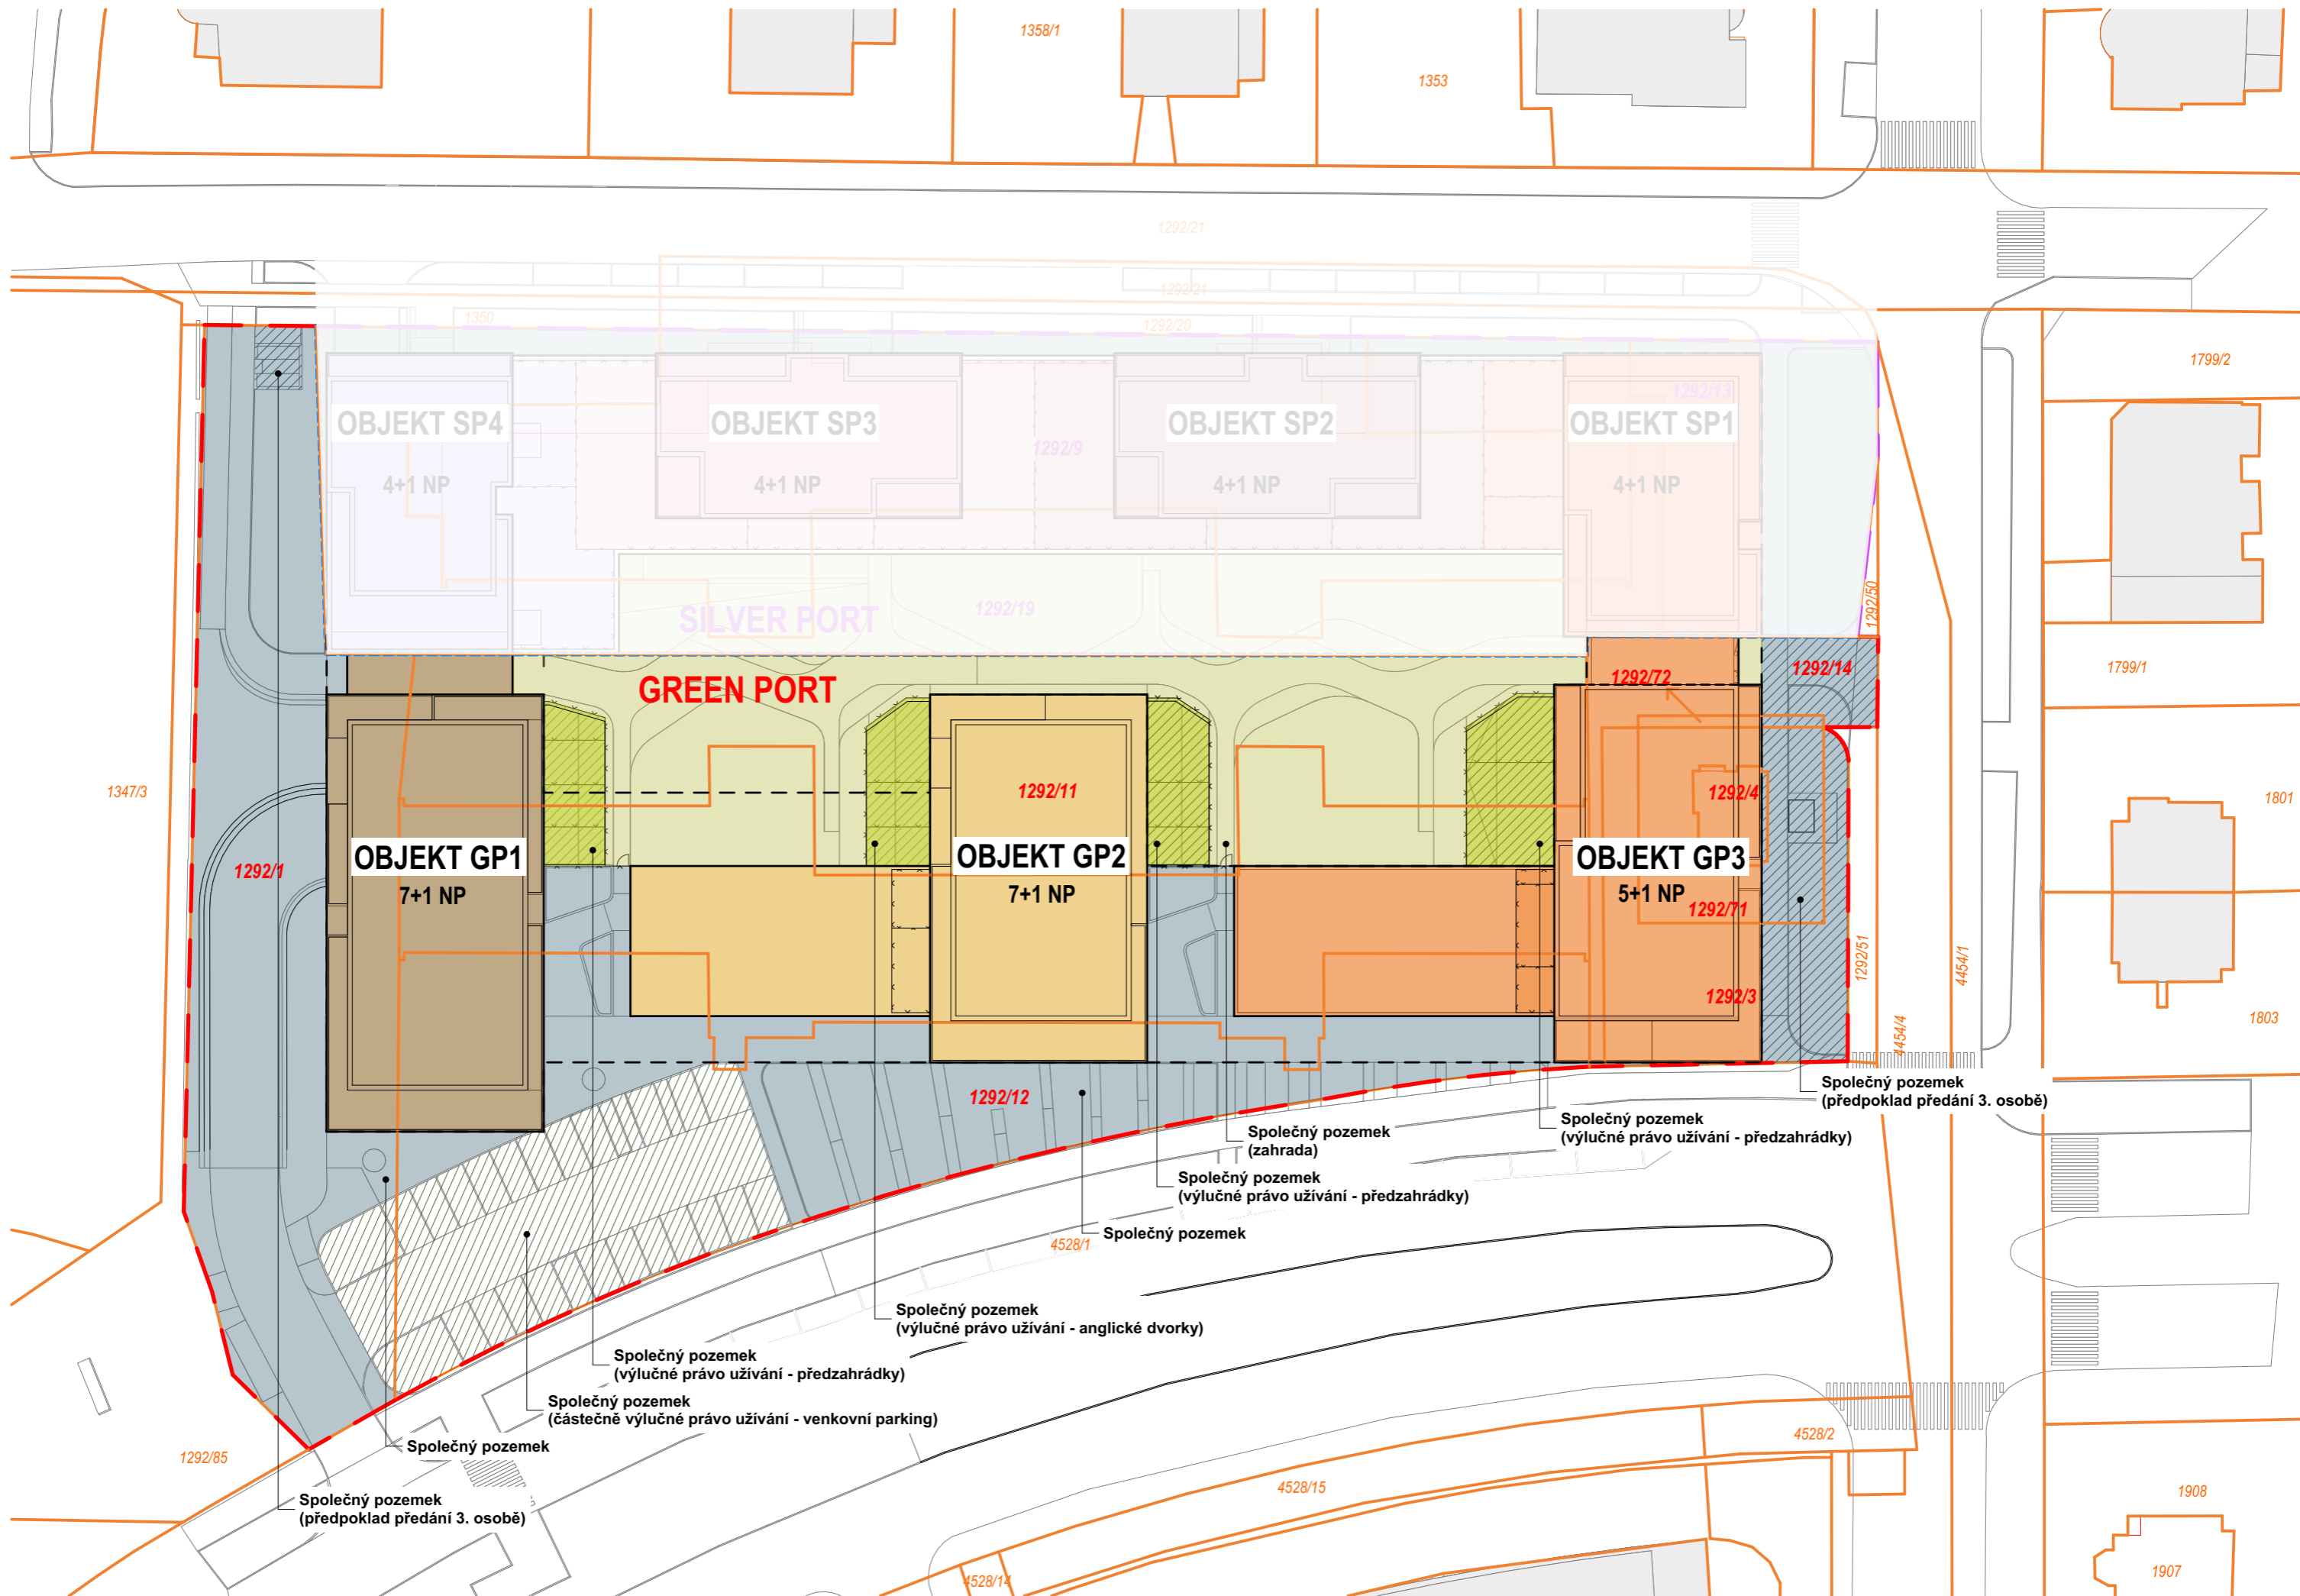 1358/1
1353
1292/21
1292/21
1350
1292/20
1799/2
1292/13
OBJEKT SP4
4+1 NP
OBJEKT SP3
4+1 NP
1292/9
OBJEKT SP2
4+1 NP
OBJEKT SP1
4+1 NP
1292/50
SILVER PORT
1292/19
GREEN PORT
1292/72
1292/14
1799/1
1347/3
1292/11
1292/4
1801
1292/1
OBJEKT GP1
7+1 NP
OBJEKT GP2
7+1 NP
OBJEKT GP3
5+1 NP
1292/71
1292/51
4454/1
1292/3
1803
4454/4
1292/12
Společný pozemek
(předpoklad předání 3. osobě)
Společný pozemek
(výlučné právo užívání - předzahrádky)
Společný pozemek
(zahrada)
Společný pozemek
(výlučné právo užívání - předzahrádky)
Společný pozemek
4528/1
Společný pozemek
(výlučné právo užívání - anglické dvorky)
Společný pozemek
(výlučné právo užívání - předzahrádky)
Společný pozemek
(částečně výlučné právo užívání - venkovní parking)
Společný pozemek
4528/2
1292/85
4528/15
1908
Společný pozemek
(předpoklad předání 3. osobě)
4528/14
1907